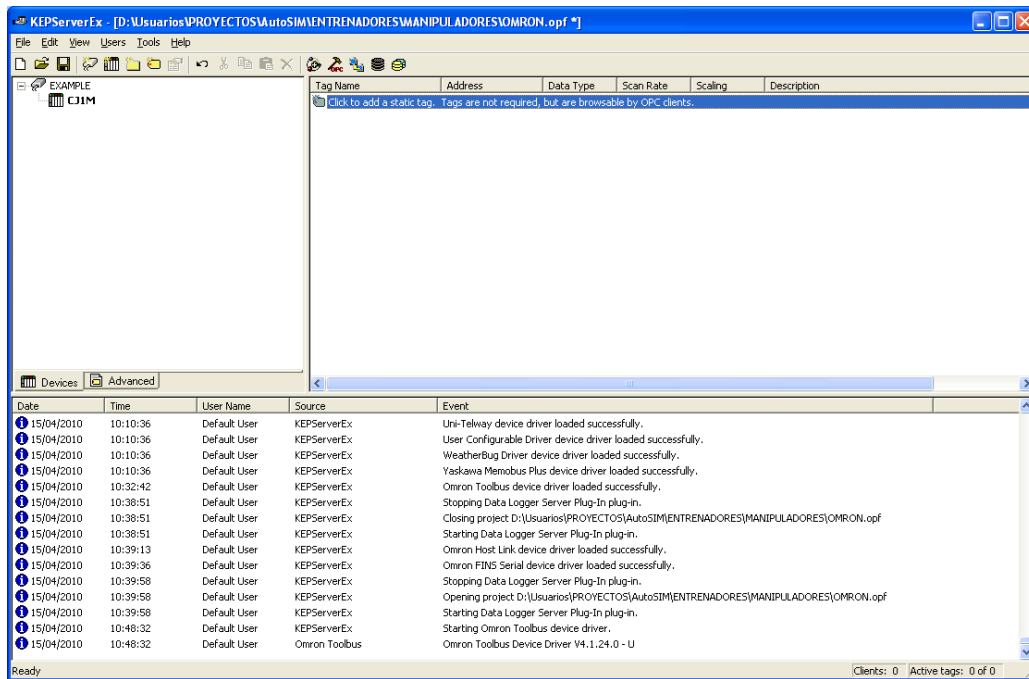 KEPServerEx - [D:\Usuarios\PROYECTOS\AutoSIM\ENTRENADORES\MANIPULADORES\OMRON.opf *]
File Edit View Users Tools Help
EXAMPLE
CJ1M
Tag Name Address Data Type Scan Rate Scaling Description
Click to add a static tag. Tags are not required, but are browsable by OPC clients.
Devices Advanced
Date Time User Name Source Event
15/04/2010 10:10:36 Default User KEPServerEx Uni-Telway device driver loaded successfully.
15/04/2010 10:10:36 Default User KEPServerEx User Configurable Driver device driver loaded successfully.
15/04/2010 10:10:36 Default User KEPServerEx WeatherBug Driver device driver loaded successfully.
15/04/2010 10:10:36 Default User KEPServerEx Yaskawa Memobus Plus device driver loaded successfully.
15/04/2010 10:32:42 Default User KEPServerEx Omron Toolbus device driver loaded successfully.
15/04/2010 10:38:51 Default User KEPServerEx Stopping Data Logger Server Plug-In plug-in.
15/04/2010 10:38:51 Default User KEPServerEx Closing project D:\Usuarios\PROYECTOS\AutoSIM\ENTRENADORES\MANIPULADORES\OMRON.opf
15/04/2010 10:38:51 Default User KEPServerEx Starting Data Logger Server Plug-In plug-in.
15/04/2010 10:39:13 Default User KEPServerEx Omron Host Link device driver loaded successfully.
15/04/2010 10:39:36 Default User KEPServerEx Omron FINS Serial device driver loaded successfully.
15/04/2010 10:39:58 Default User KEPServerEx Stopping Data Logger Server Plug-In plug-in.
15/04/2010 10:39:58 Default User KEPServerEx Opening project D:\Usuarios\PROYECTOS\AutoSIM\ENTRENADORES\MANIPULADORES\OMRON.opf
15/04/2010 10:39:58 Default User KEPServerEx Starting Data Logger Server Plug-In plug-in.
15/04/2010 10:48:32 Default User KEPServerEx Starting Omron Toolbus device driver.
15/04/2010 10:48:32 Default User Omron Toolbus Omron Toolbus Device Driver V4.1.24.0 - U
Ready Clients: 0 Active tags: 0 of 0